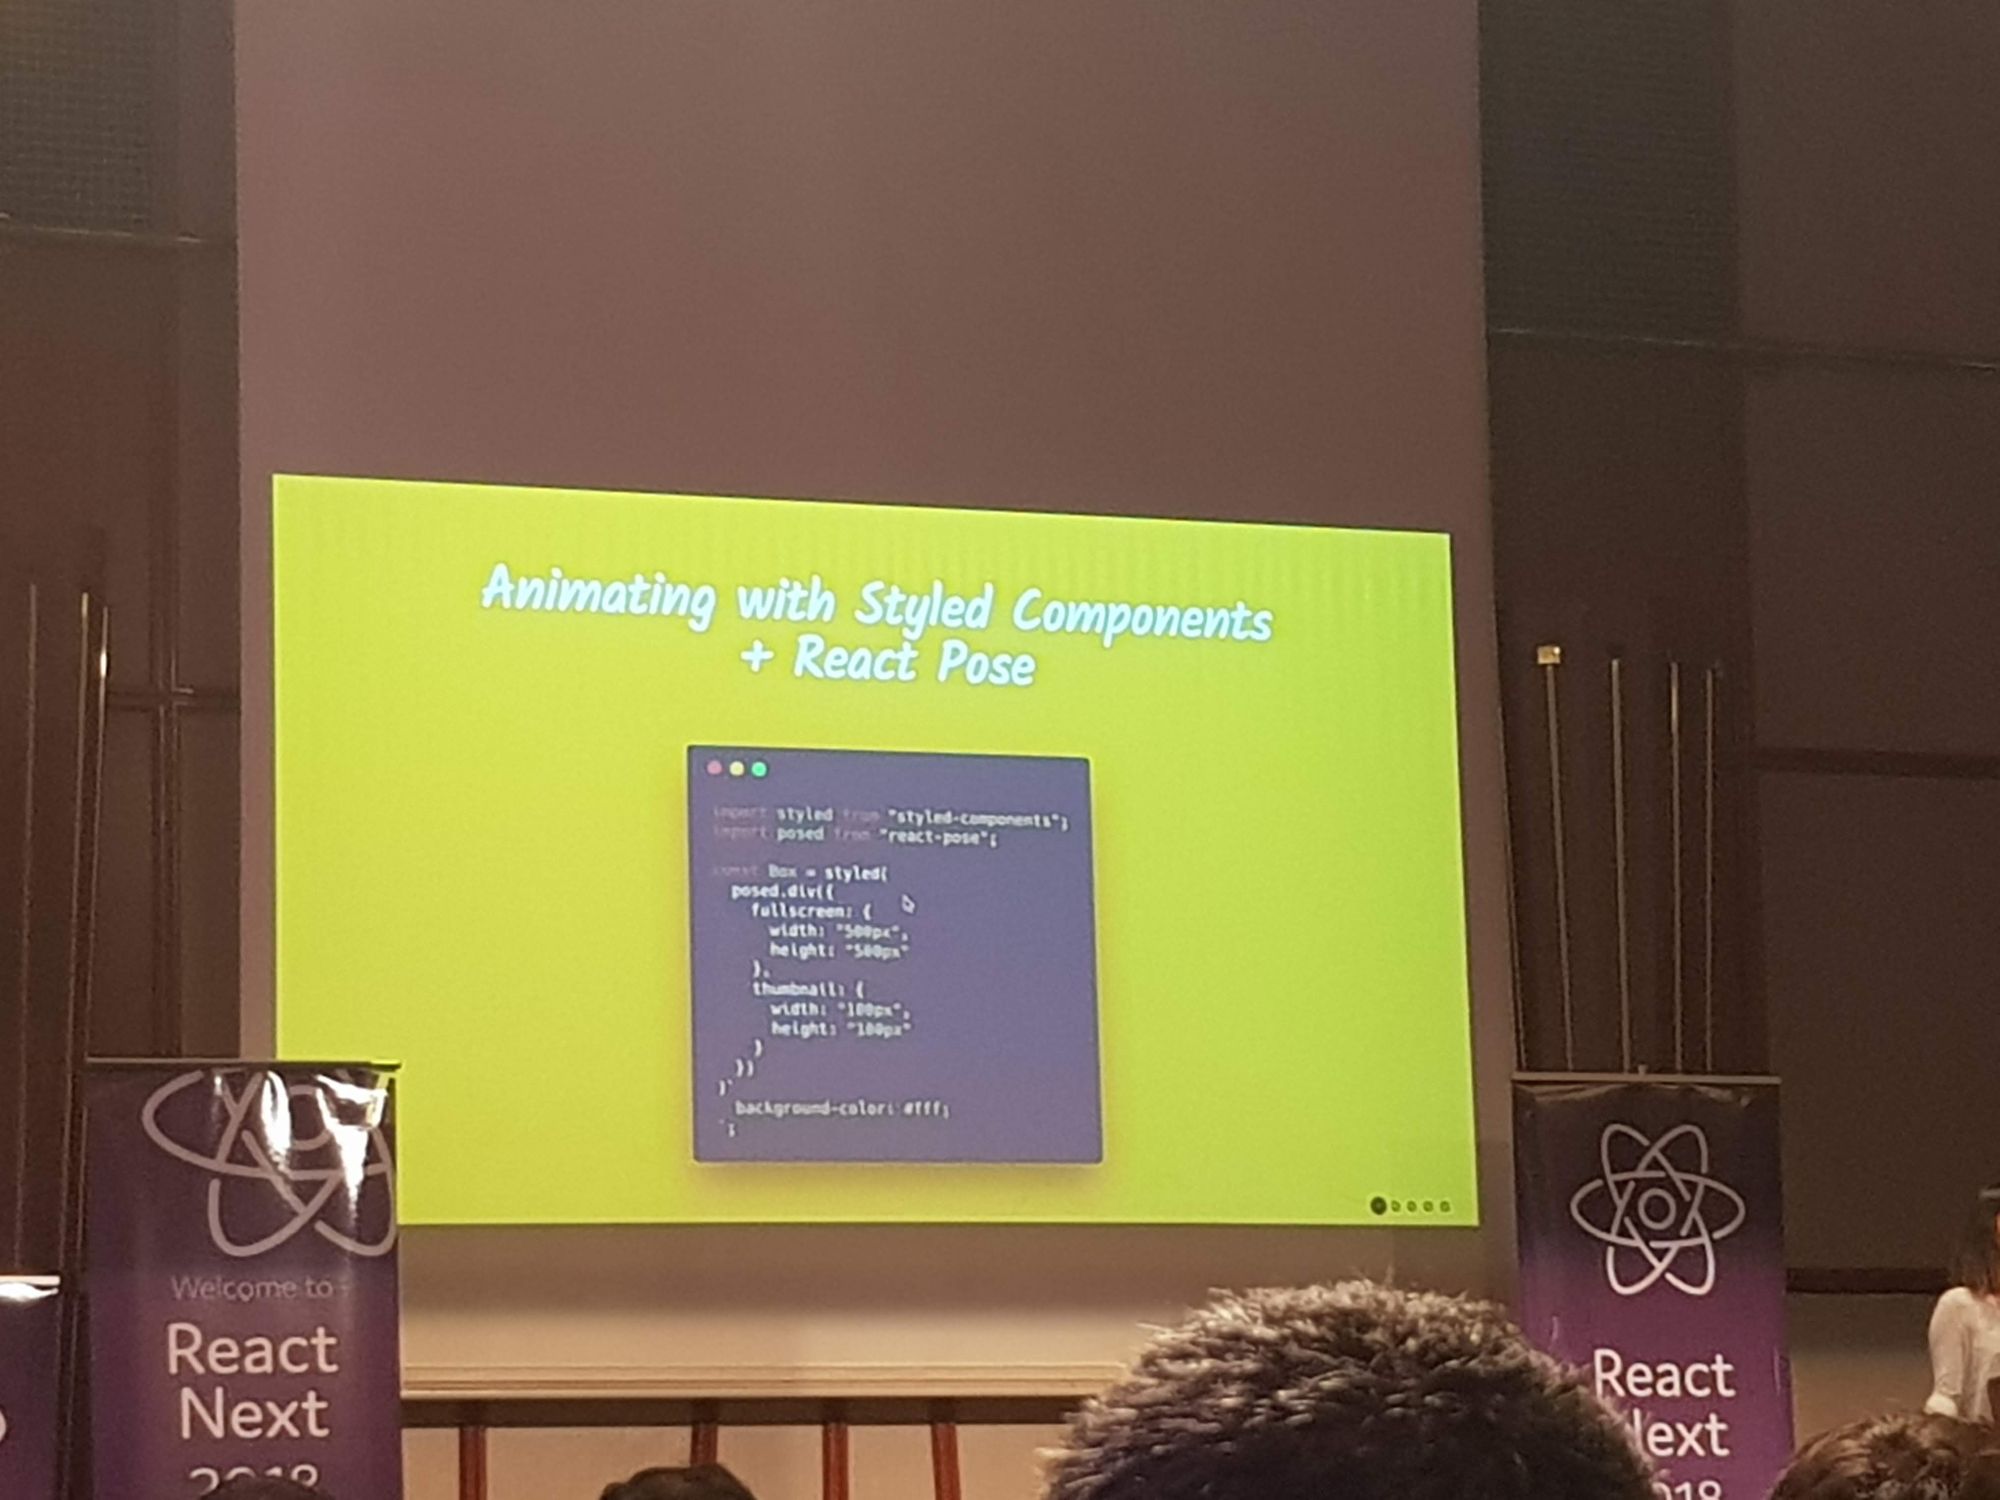 Animating with Styled Components
+ React Pose
import styled from "styled-components";
import posed from "react-pose";
const Box = styled(
posed.div({
fullscreen: {
width: "500px",
height: "500px"
},
thumbnail: {
width: "100px",
height: "100px"
}
})
)`
background-color: #fff;
`;
Welcome to
React
Next
2018
React
Next
2018